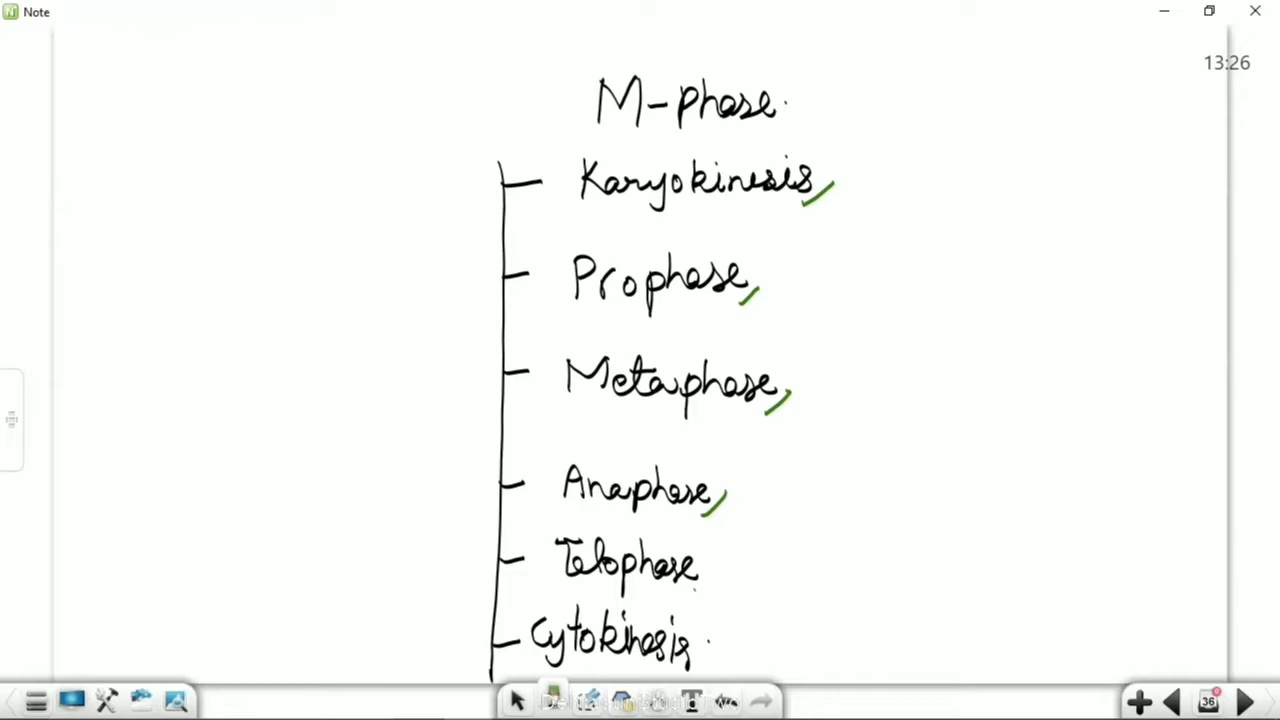 Note
13:26
M-phase.
Karyokinesis,
Prophase,
Metaphase,
Anaphase,
Telophase
Cytokinesis.
36